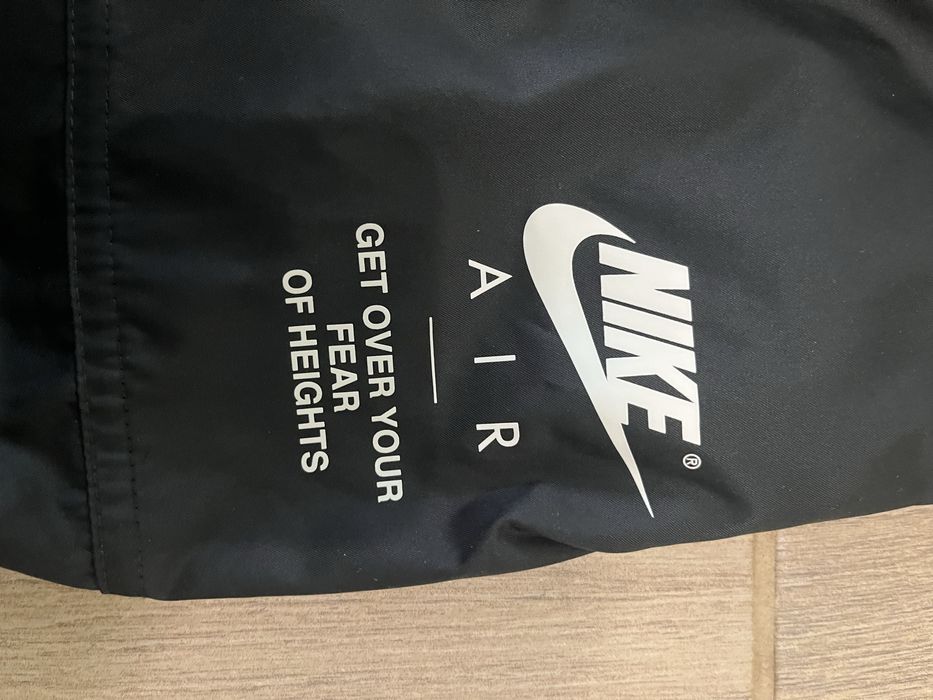 NIKE®
AIR
GET OVER YOUR
FEAR
OF HEIGHTS